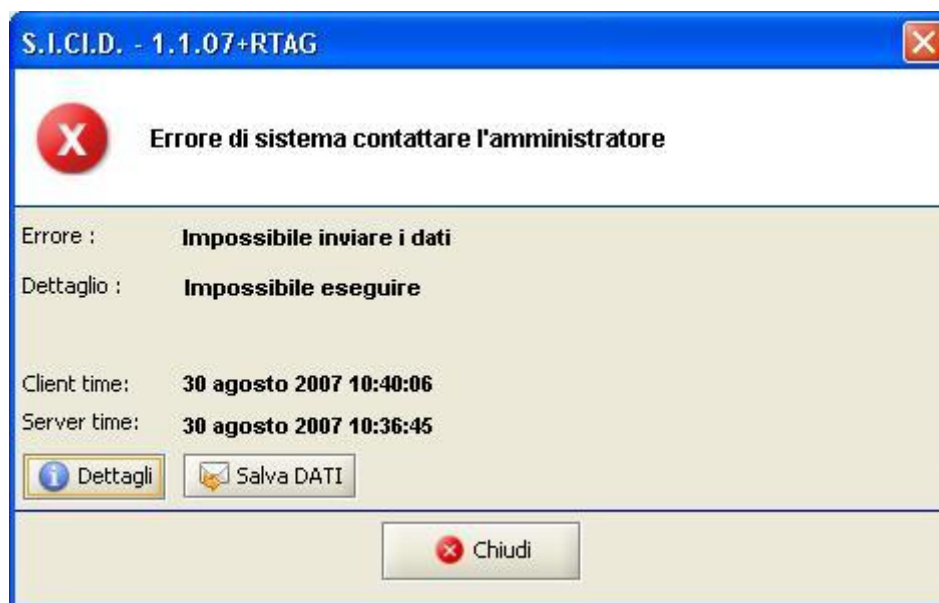 S.I.CI.D. - 1.1.07+RTAG
Errore di sistema contattare l'amministratore
Errore : Impossibile inviare i dati
Dettaglio : Impossibile eseguire
Client time: 30 agosto 2007 10:40:06
Server time: 30 agosto 2007 10:36:45
Dettagli Salva DATI
Chiudi